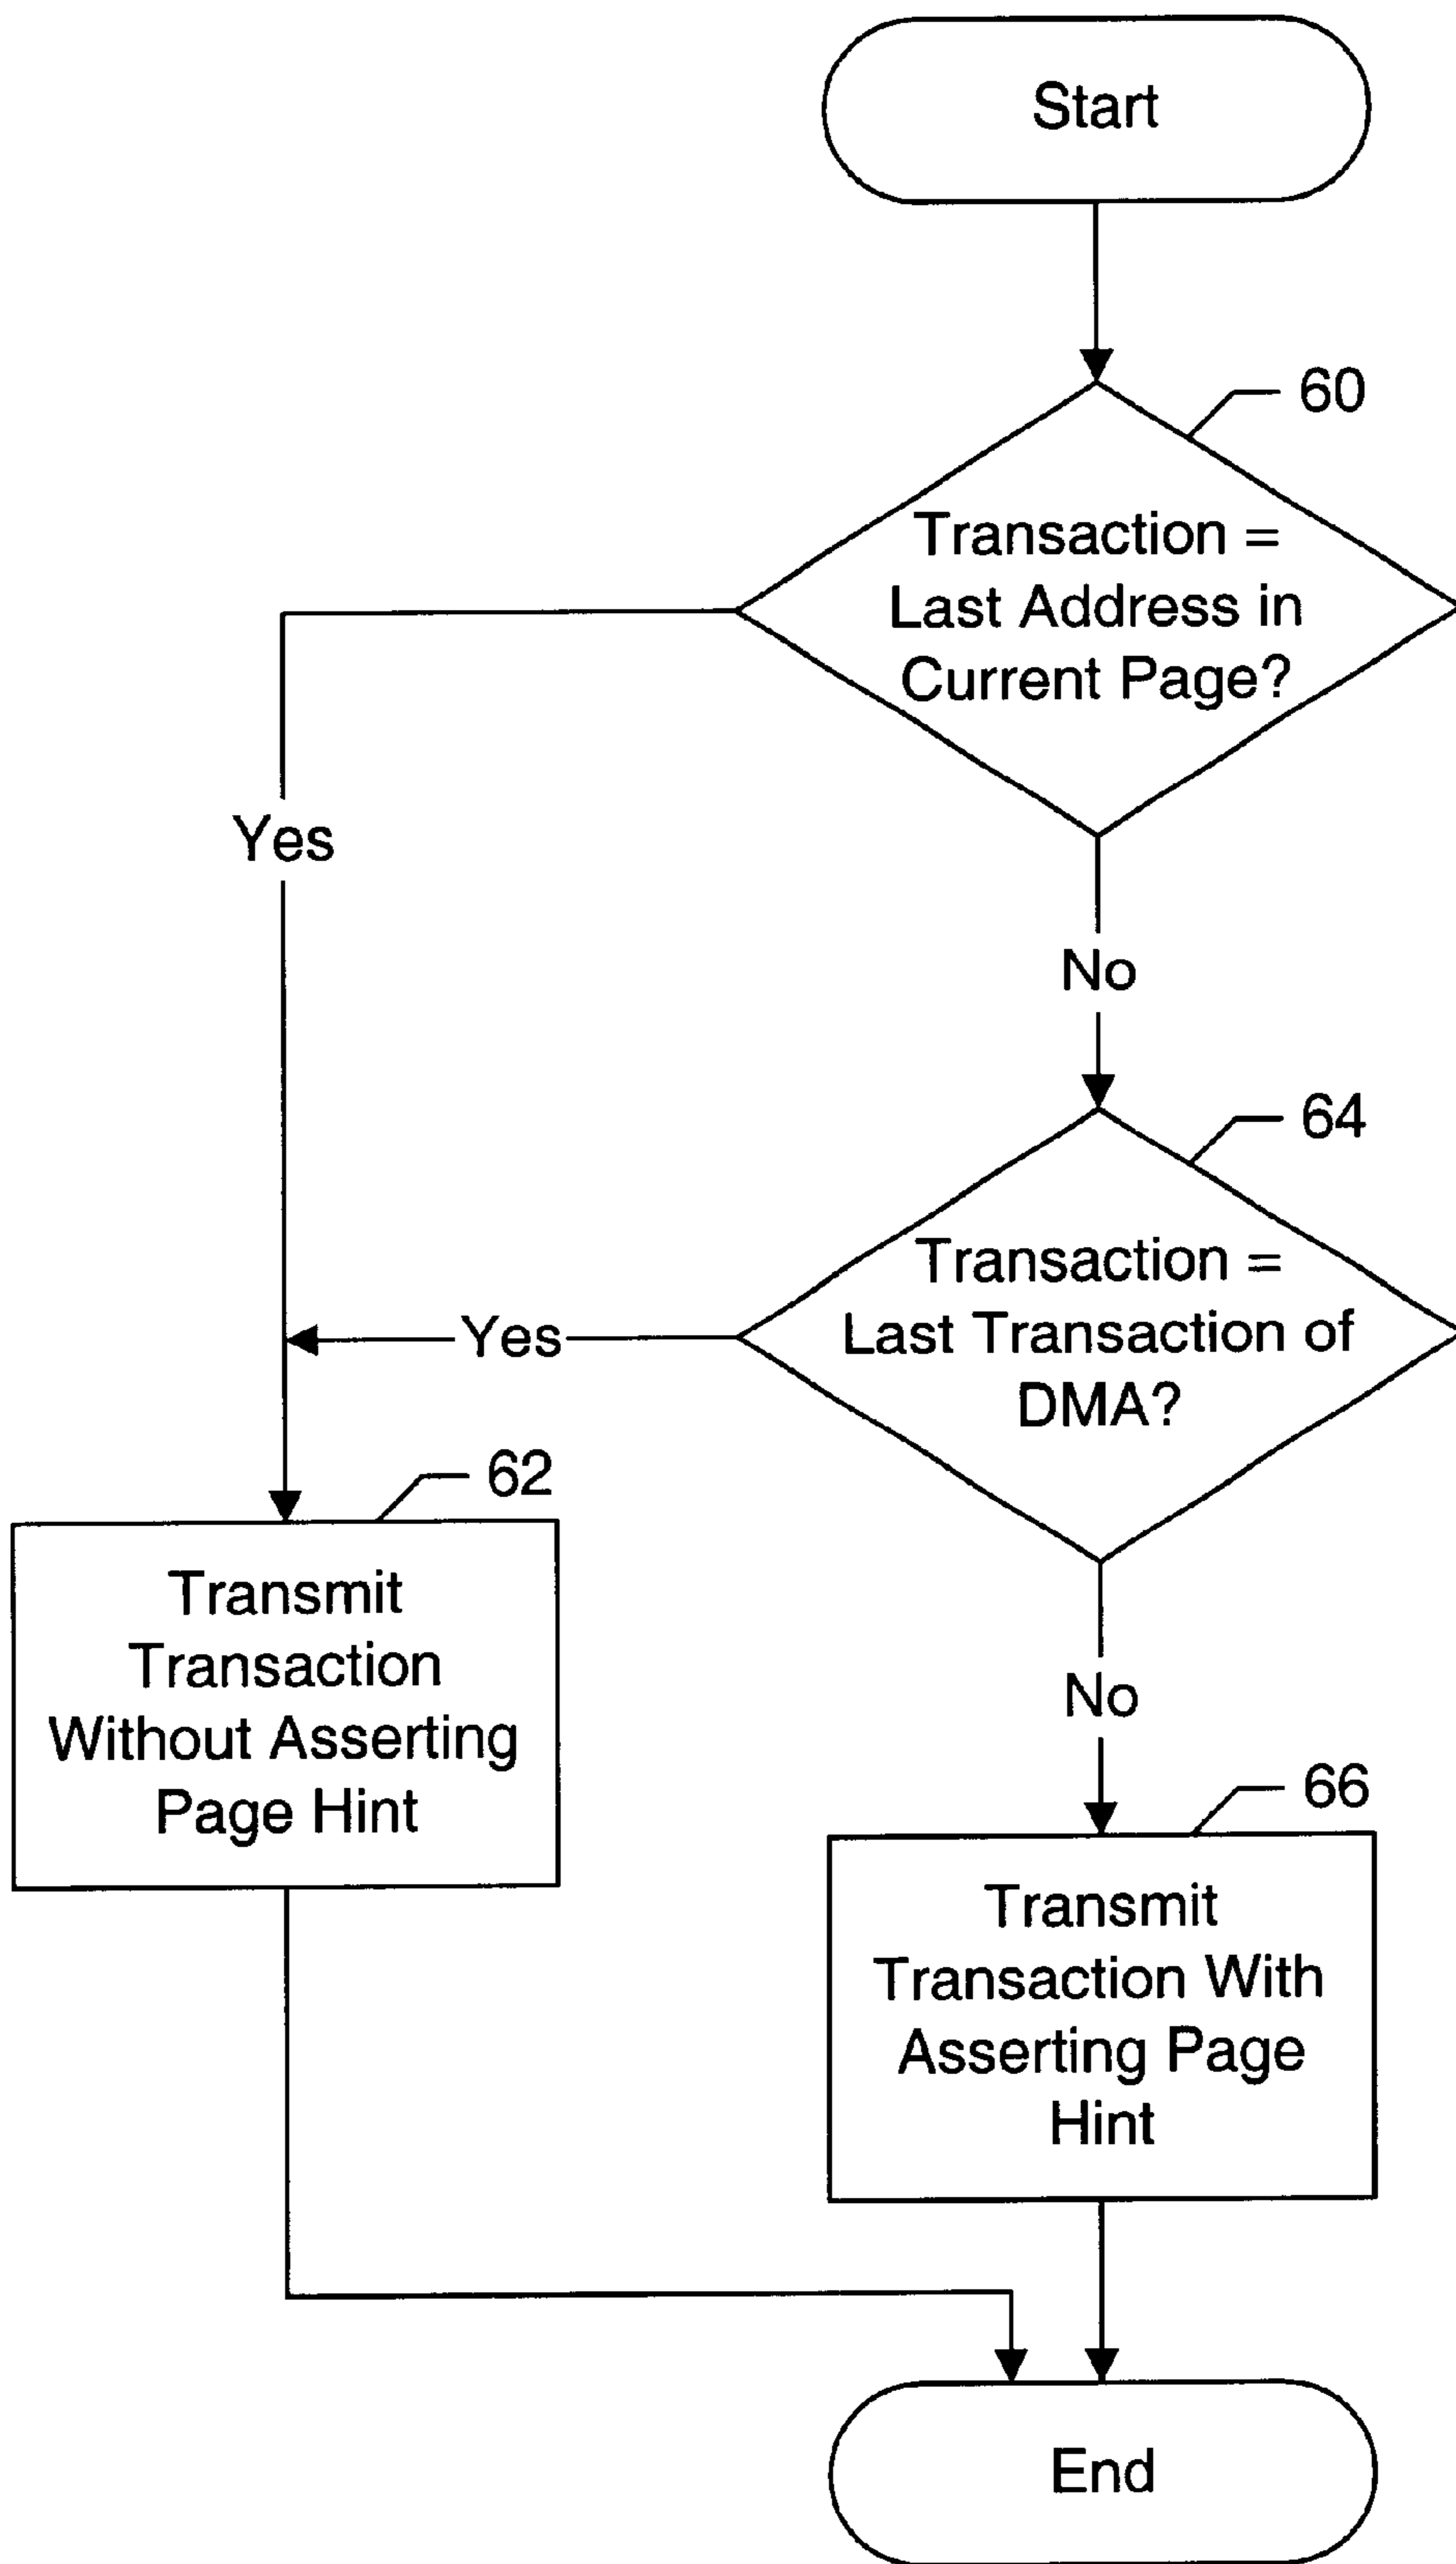 Start
60
Transaction =
Last Address in
Current Page?
Yes
No
64
Transaction =
Last Transaction of
DMA?
Yes
62
Transmit
Transaction
Without Asserting
Page Hint
No
66
Transmit
Transaction With
Asserting Page
Hint
End